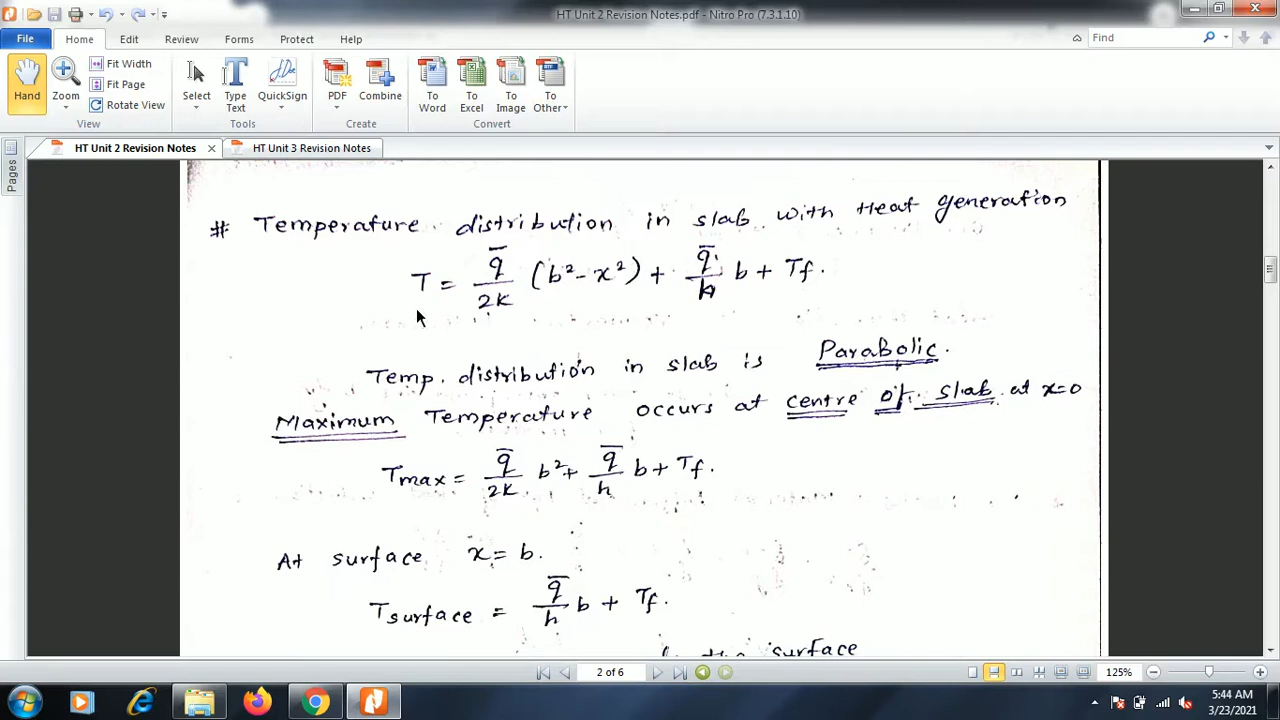 HT Unit 2 Revision Notes.pdf - Nitro Pro (7.3.1.10)
File Home Edit Review Forms Protect Help Find
Hand Zoom Fit Width Fit Page Rotate View Select Type Text QuickSign PDF Combine To Word To Excel To Image To Other
View Tools Create Convert
HT Unit 2 Revision Notes HT Unit 3 Revision Notes
Pages
# Temperature distribution in slab with Heat generation
T = q̅/2k (b² - x²) + q̅/h b + Tf.
Temp. distribution in slab is Parabolic.
Maximum Temperature occurs at centre of slab at x=0
Tmax = q̅/2k b² + q̅/h b + Tf.
At surface x = b.
Tsurface = q̅/h b + Tf.
surface
2 of 6 125%
5:44 AM
3/23/2021